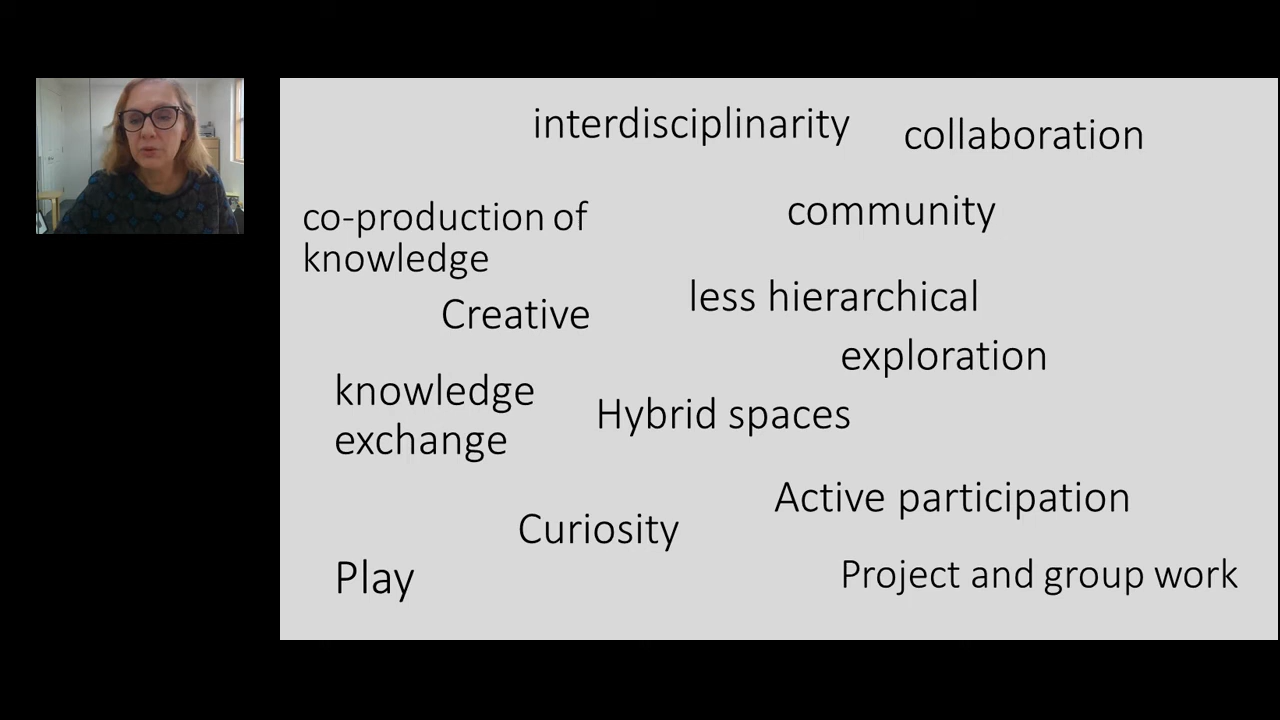 interdisciplinarity
collaboration
co-production of
knowledge
community
Creative
less hierarchical
exploration
knowledge
exchange
Hybrid spaces
Active participation
Curiosity
Play
Project and group work